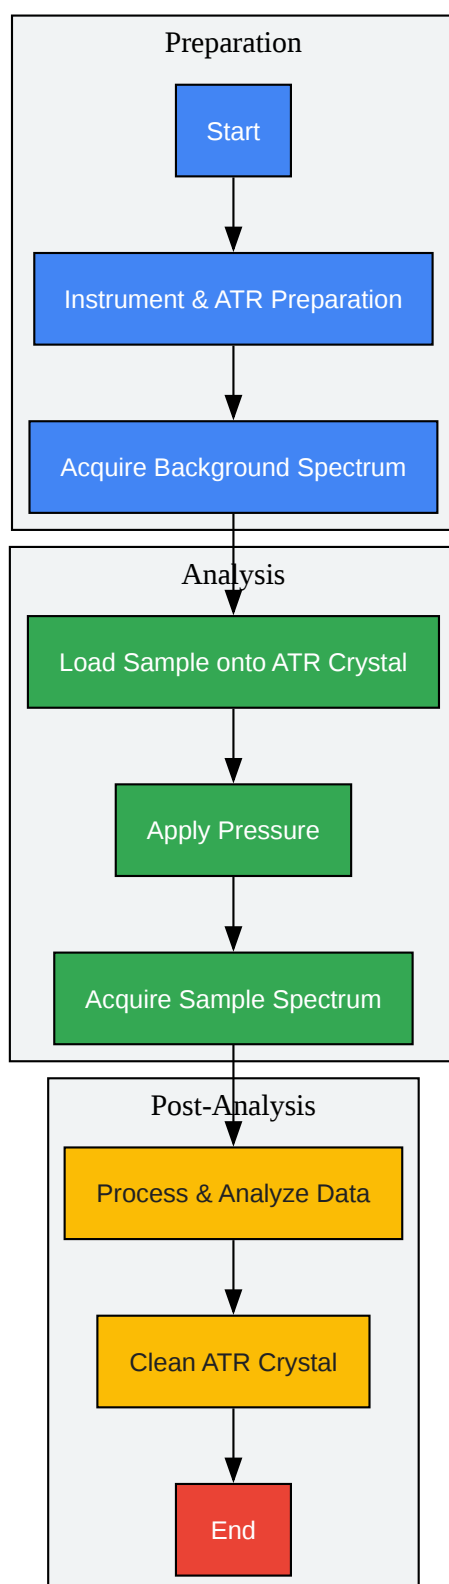 Preparation
Start
Instrument & ATR Preparation
Acquire Background Spectrum
Analysis
Load Sample onto ATR Crystal
Apply Pressure
Acquire Sample Spectrum
Post-Analysis
Process & Analyze Data
Clean ATR Crystal
End